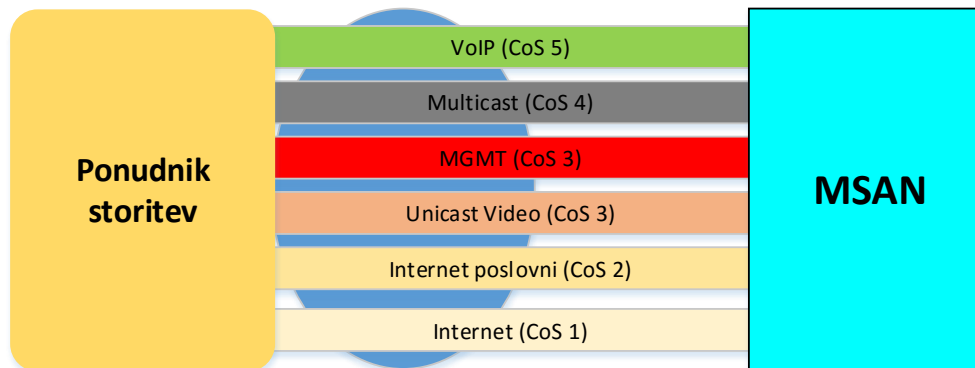 VoIP (CoS 5)
Multicast (CoS 4)
MGMT (CoS 3)
Ponudnik
storitev
MSAN
Unicast Video (CoS 3)
Internet poslovni (CoS 2)
Internet (CoS 1)